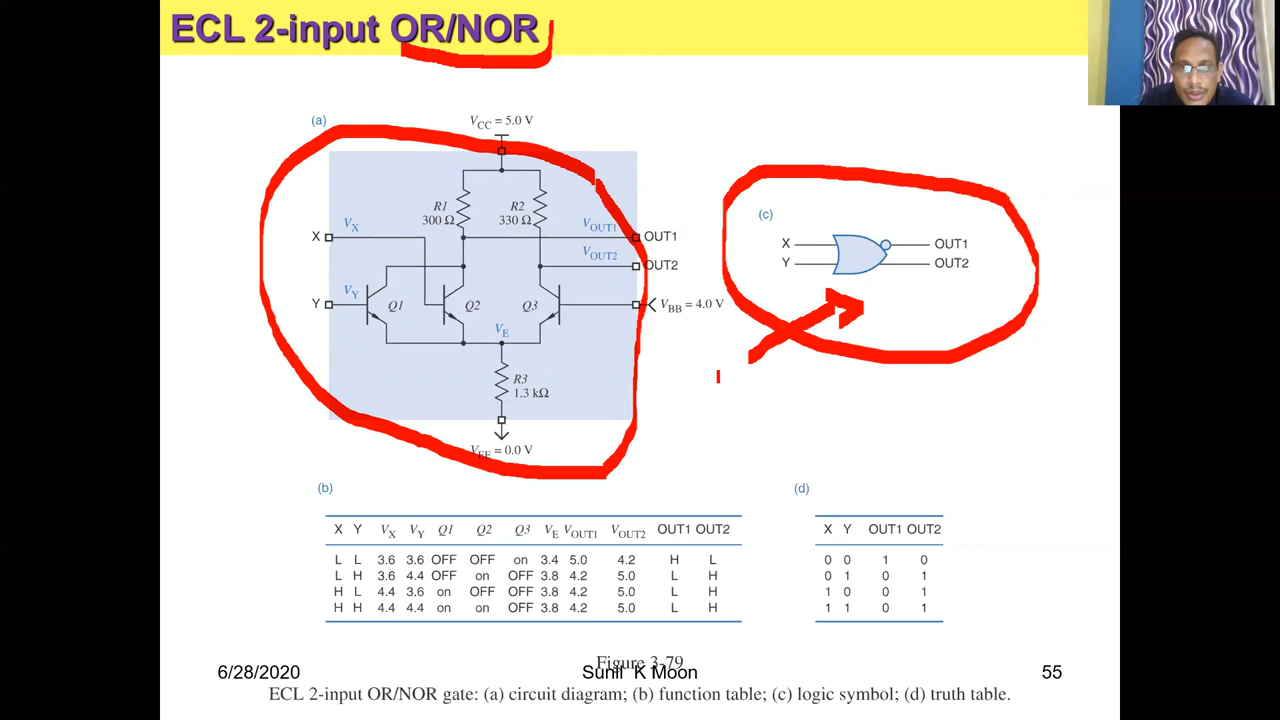 ECL 2-input OR/NOR
(a)
VCC = 5.0 V
R1
300 Ω
R2
330 Ω
X
VX
VOUT1
OUT1
VOUT2
OUT2
Y
VY
Q1
Q2
Q3
VBB = 4.0 V
VE
R3
1.3 kΩ
VEE = 0.0 V
(c)
X
OUT1
Y
OUT2
(b)
X Y VX VY Q1 Q2 Q3 VE VOUT1 VOUT2 OUT1 OUT2
L L 3.6 3.6 OFF OFF on 3.4 5.0 4.2 H L
L H 3.6 4.4 OFF on OFF 3.8 4.2 5.0 L H
H L 4.4 3.6 on OFF OFF 3.8 4.2 5.0 L H
H H 4.4 4.4 on on OFF 3.8 4.2 5.0 L H
(d)
X Y OUT1 OUT2
0 0 1 0
0 1 0 1
1 0 0 1
1 1 0 1
Figure 3-79
6/28/2020
Sunil K Moon
55
ECL 2-input OR/NOR gate: (a) circuit diagram; (b) function table; (c) logic symbol; (d) truth table.